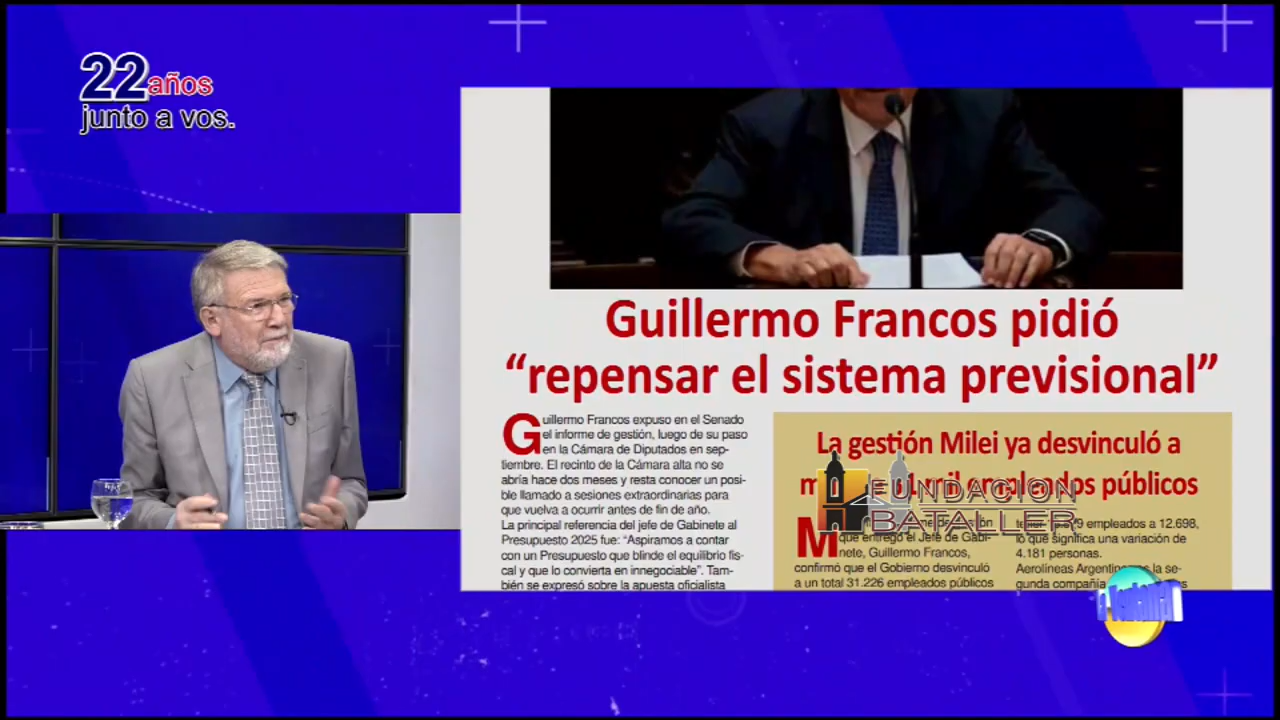 22 años
junto a vos.
Guillermo Francos pidió
“repensar el sistema previsional”
Guillermo Francos expuso en el Senado
el informe de gestión, luego de su paso
en la Cámara de Diputados en sep-
tiembre. El recinto de la Cámara alta no se
abría hace dos meses y resta conocer un posi-
ble llamado a sesiones extraordinarias para
que vuelva a ocurrir antes de fin de año.
La principal referencia del jefe de Gabinete al
Presupuesto 2025 fue: “Aspiramos a contar
con un Presupuesto que blinde el equilibrio fis-
cal y que lo convierta en innegociable”. Tam-
bién se expresó sobre la apuesta oficialista
La gestión Milei ya desvinculó a
mil empleados públicos
FUNDACION
BATALLER
que entregó el Jefe de Gabi-
nete, Guillermo Francos,
confirmó que el Gobierno desvinculó
a un total 31.226 empleados públicos
empleados a 12.698,
lo que significa una variación de
4.181 personas.
Aerolíneas Argentinas es la se-
gunda compañía